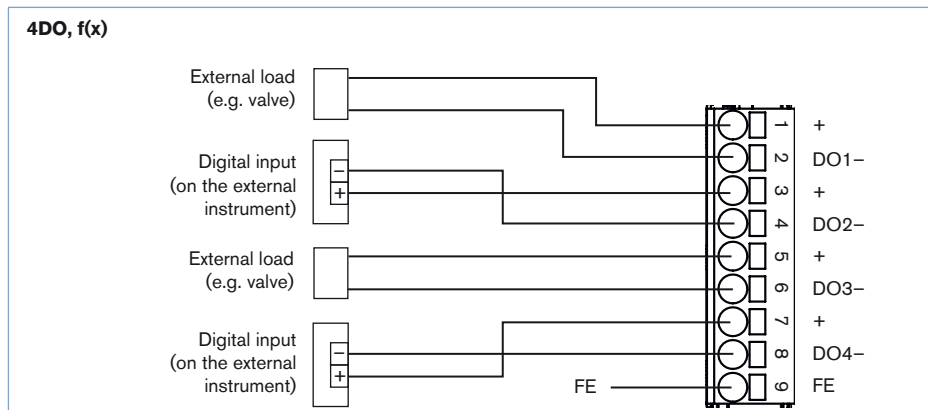 4DO, f(x)
External load
(e.g. valve)
Digital input
(on the external
instrument)
External load
(e.g. valve)
Digital input
(on the external
instrument)
−
+
−
+
FE
1
+
2
DO1−
3
+
4
DO2−
5
+
6
DO3−
7
+
8
DO4−
9
FE